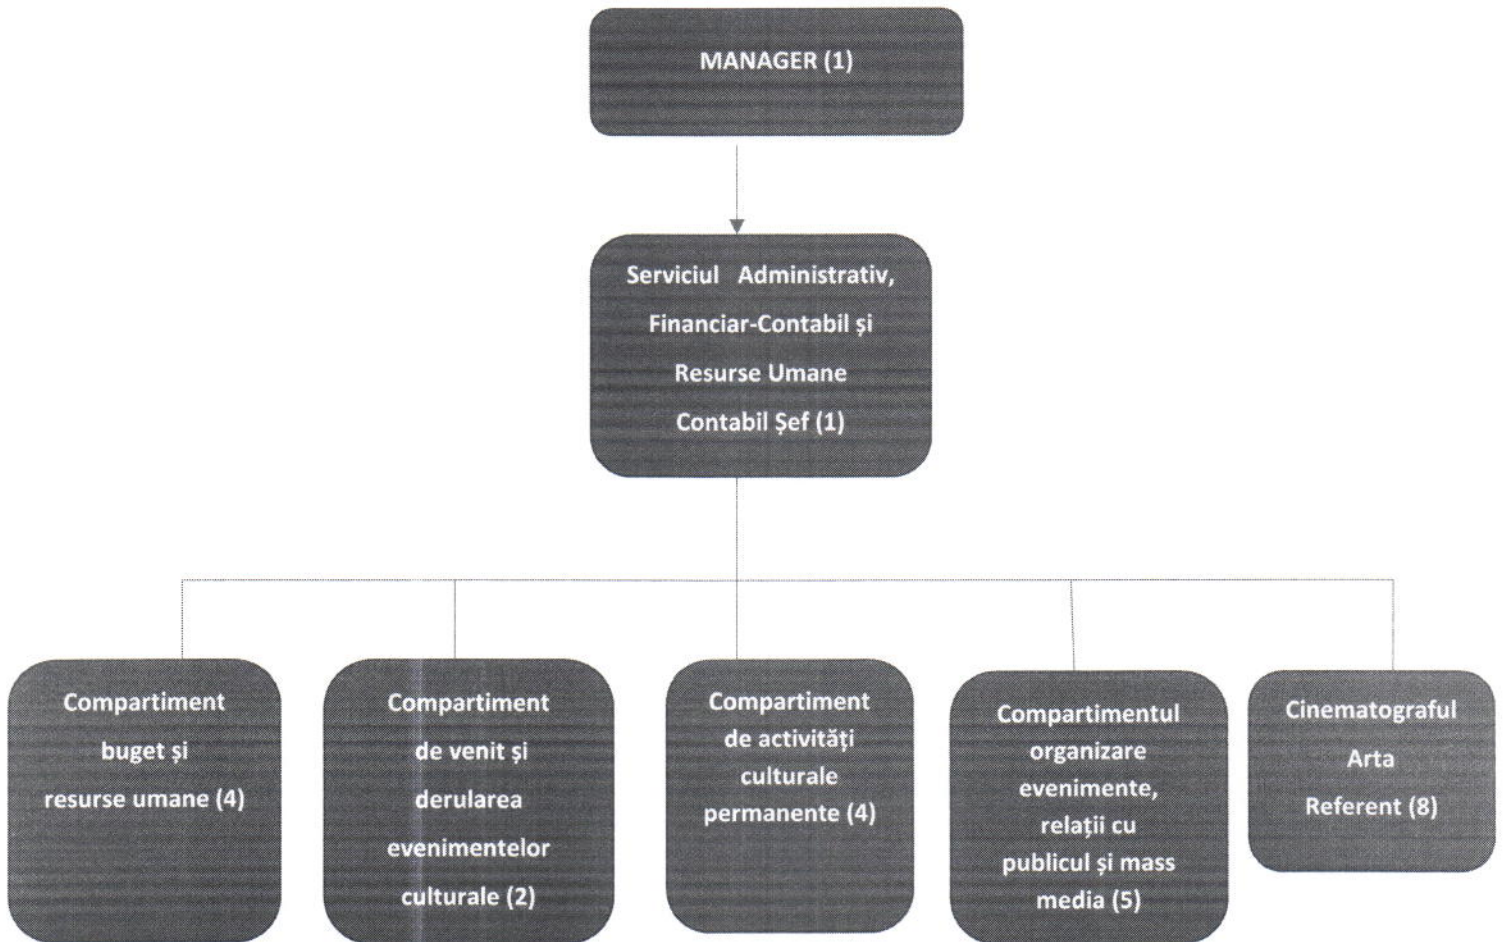 MANAGER (1)
Serviciul Administrativ,
Financiar-Contabil și
Resurse Umane
Contabil Șef (1)
Compartiment
buget și
resurse umane (4)
Compartiment
de venit și
derularea
evenimentelor
culturale (2)
Compartiment
de activități
culturale
permanente (4)
Compartimentul
organizare
evenimente,
relații cu
publicul și mass
media (5)
Cinematograful
Arta
Referent (8)